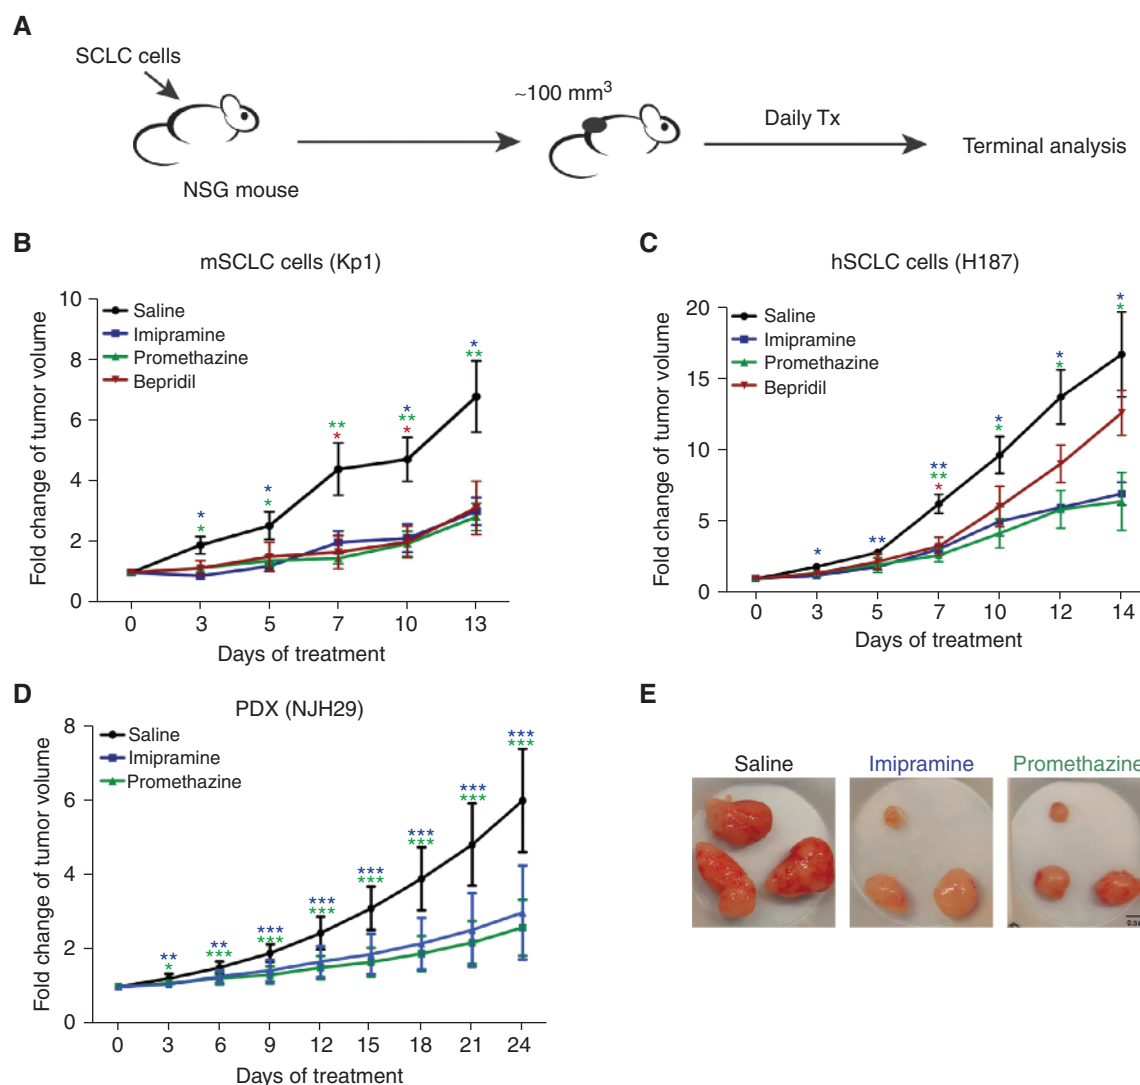 A
SCLC cells
NSG mouse
~100 mm³
Daily Tx
Terminal analysis
B
mSCLC cells (Kp1)
Fold change of tumor volume
10
8
6
4
2
0
Saline
Imipramine
Promethazine
Bepridil
*
*
*
*
**
*
*
**
*
*
**
0 3 5 7 10 13
Days of treatment
C
hSCLC cells (H187)
Fold change of tumor volume
20
15
10
5
0
Saline
Imipramine
Promethazine
Bepridil
*
**
**
**
*
*
*
*
*
*
*
0 3 5 7 10 12 14
Days of treatment
D
PDX (NJH29)
Fold change of tumor volume
8
6
4
2
0
Saline
Imipramine
Promethazine
**
*
**
***
***
***
***
***
***
***
***
***
***
***
***
***
0 3 6 9 12 15 18 21 24
Days of treatment
E
Saline
Imipramine
Promethazine